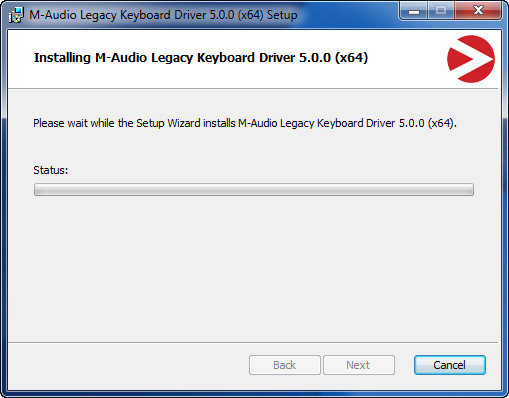 M-Audio Legacy Keyboard Driver 5.0.0 (x64) Setup
Installing M-Audio Legacy Keyboard Driver 5.0.0 (x64)
Please wait while the Setup Wizard installs M-Audio Legacy Keyboard Driver 5.0.0 (x64).
Status:
Back Next Cancel